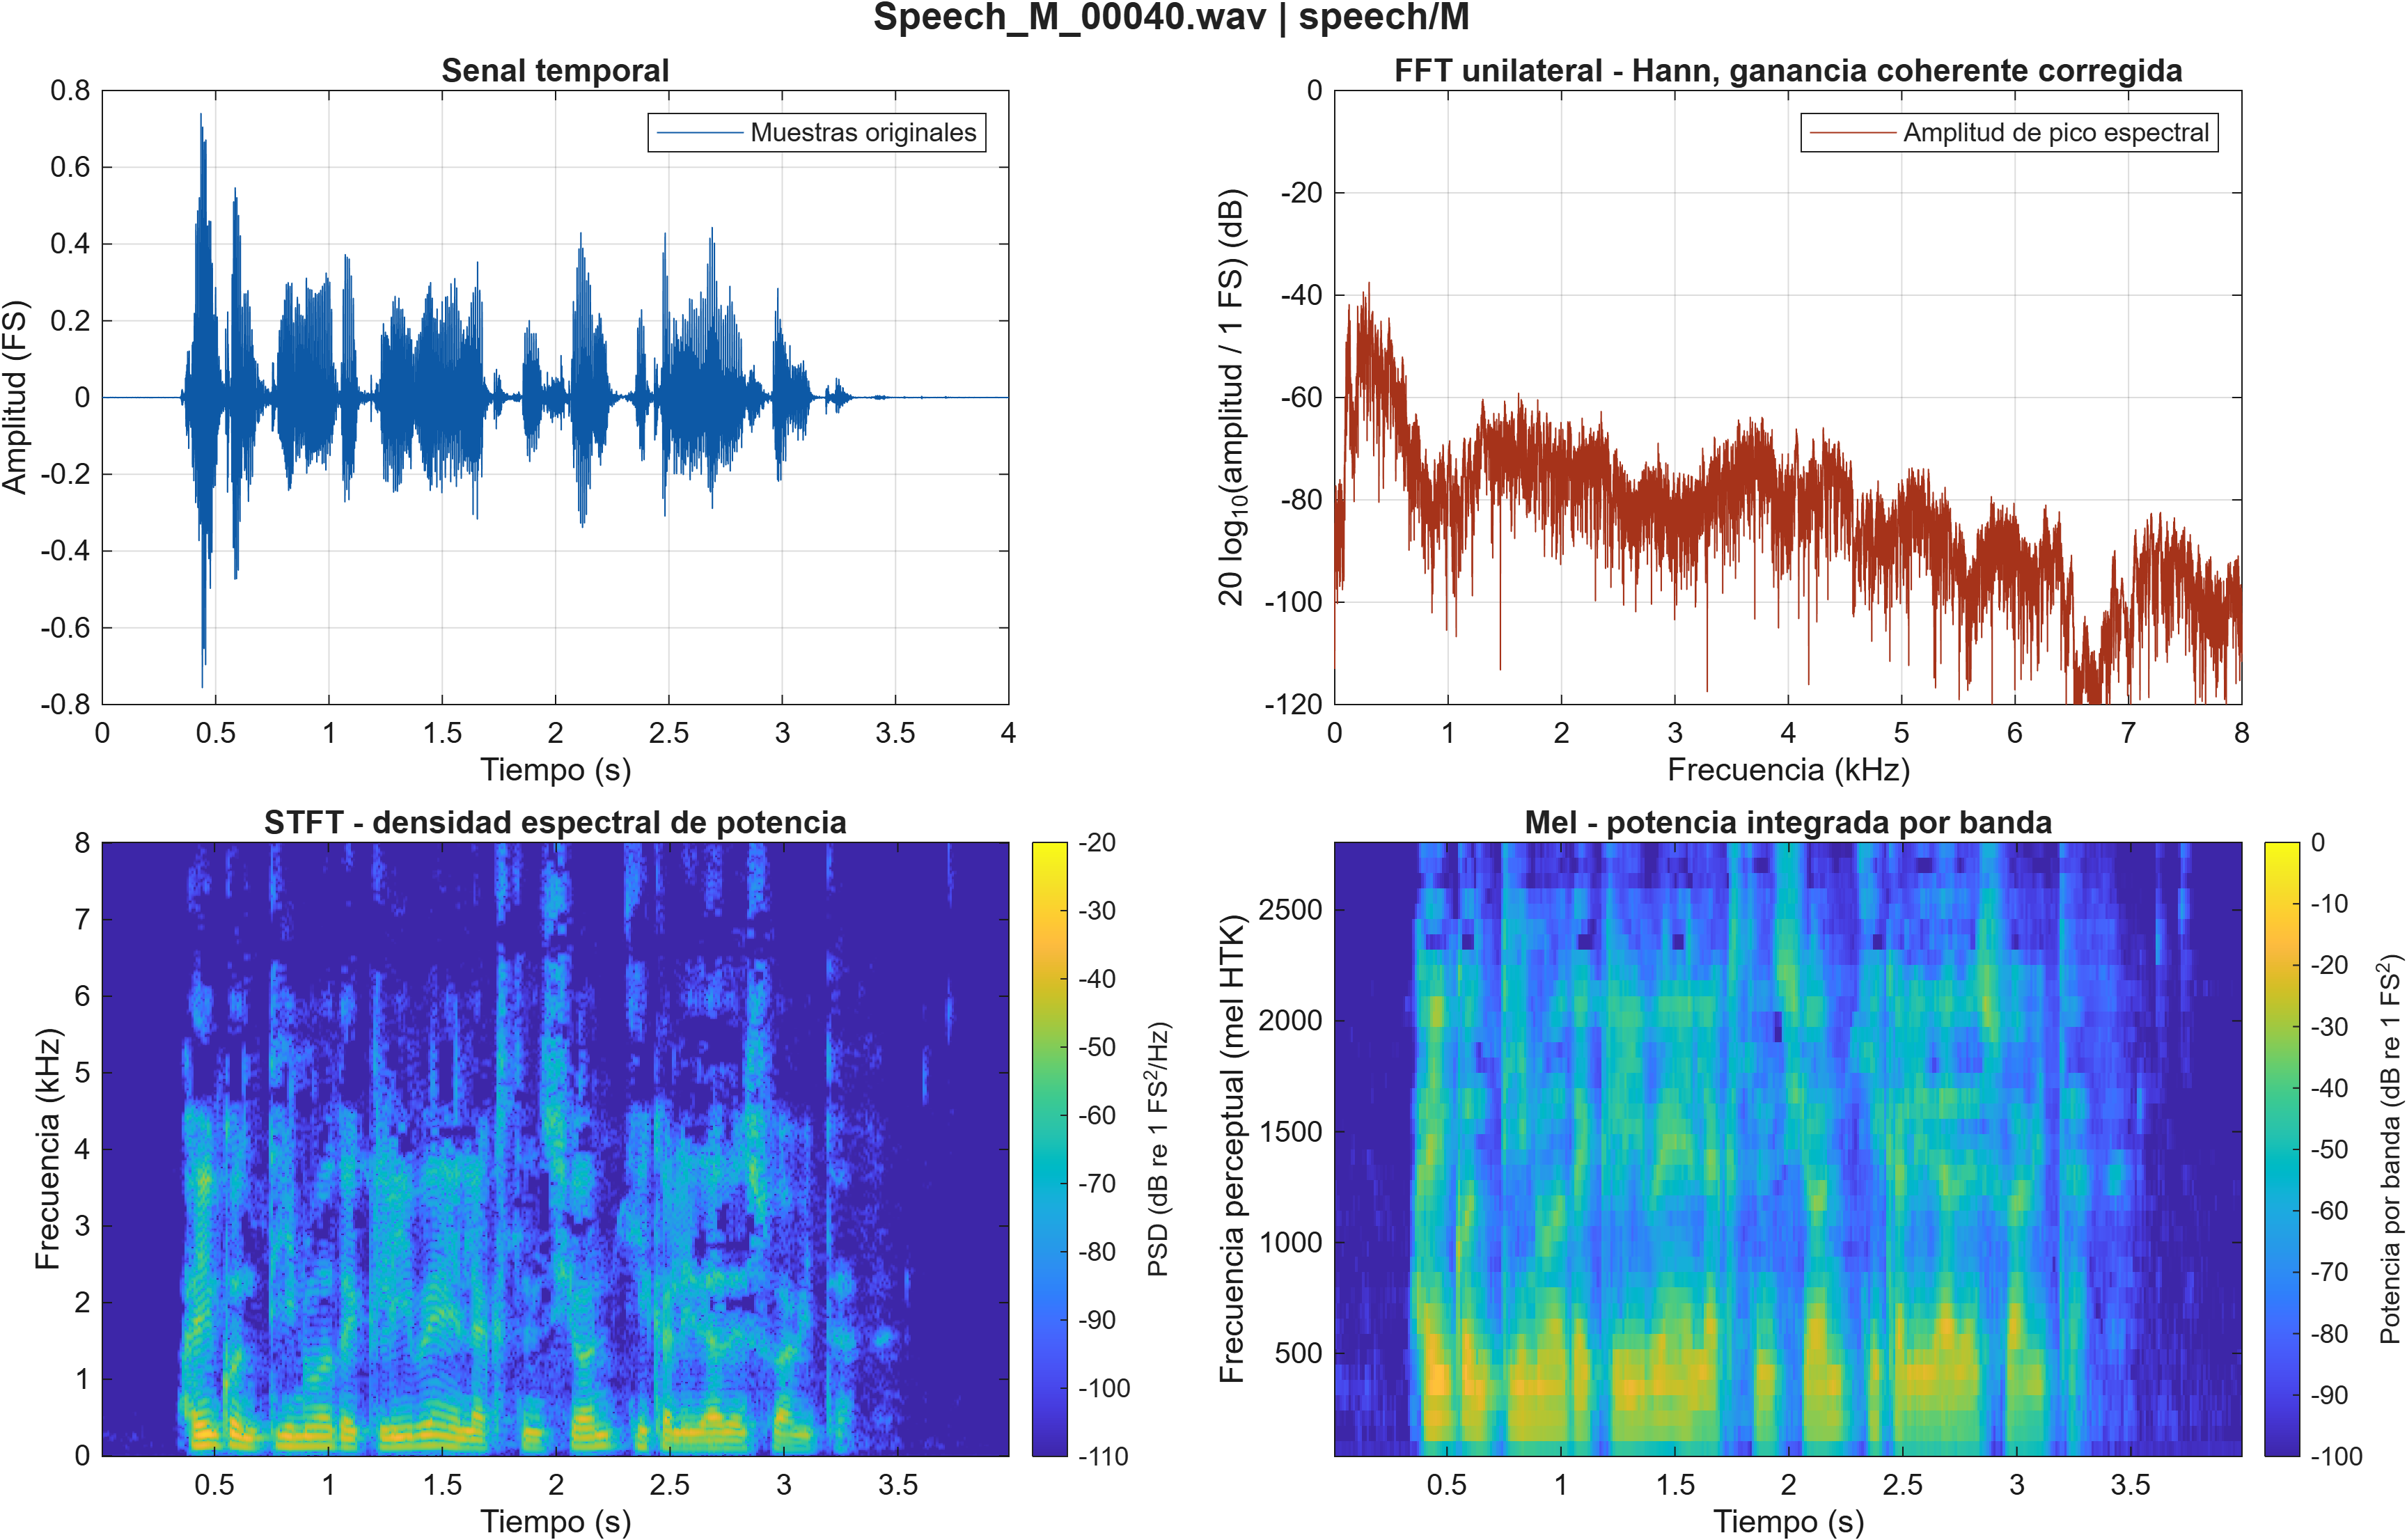 Speech_M_00040.wav | speech/M
Senal temporal
0.8
0.6
0.4
0.2
0
-0.2
-0.4
-0.6
-0.8
Amplitud (FS)
Muestras originales
0 0.5 1 1.5 2 2.5 3 3.5 4
Tiempo (s)
FFT unilateral - Hann, ganancia coherente corregida
0
-20
-40
-60
-80
-100
-120
20 log10(amplitud / 1 FS) (dB)
Amplitud de pico espectral
0 1 2 3 4 5 6 7 8
Frecuencia (kHz)
STFT - densidad espectral de potencia
8
7
6
5
4
3
2
1
0
Frecuencia (kHz)
0.5 1 1.5 2 2.5 3 3.5
Tiempo (s)
-20
-30
-40
-50
-60
-70
-80
-90
-100
-110
PSD (dB re 1 FS2/Hz)
Mel - potencia integrada por banda
2500
2000
1500
1000
500
Frecuencia perceptual (mel HTK)
0.5 1 1.5 2 2.5 3 3.5
Tiempo (s)
0
-10
-20
-30
-40
-50
-60
-70
-80
-90
-100
Potencia por banda (dB re 1 FS2)